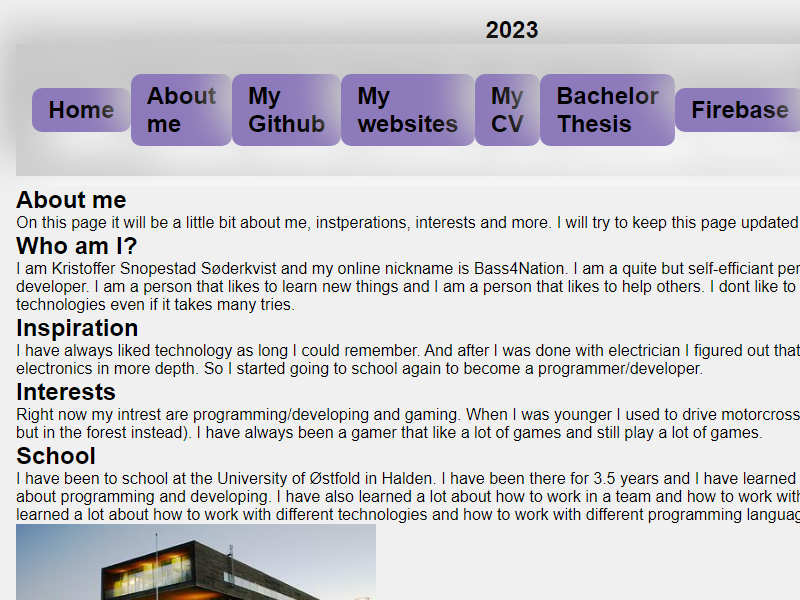 2023
Home
About me
My Github
My websites
My CV
Bachelor Thesis
Firebase
About me
On this page it will be a little bit about me, instperations, interests and more. I will try to keep this page updated
Who am I?
I am Kristoffer Snopestad Søderkvist and my online nickname is Bass4Nation. I am a quite but self-efficiant
developer. I am a person that likes to learn new things and I am a person that likes to help others. I dont like to
technologies even if it takes many tries.
Inspiration
I have always liked technology as long I could remember. And after I was done with electrician I figured out that
electronics in more depth. So I started going to school again to become a programmer/developer.
Interests
Right now my intrest are programming/developing and gaming. When I was younger I used to drive motorcross
but in the forest instead). I have always been a gamer that like a lot of games and still play a lot of games.
School
I have been to school at the University of Østfold in Halden. I have been there for 3.5 years and I have learned
about programming and developing. I have also learned a lot about how to work in a team and how to work with
learned a lot about how to work with different technologies and how to work with different programming